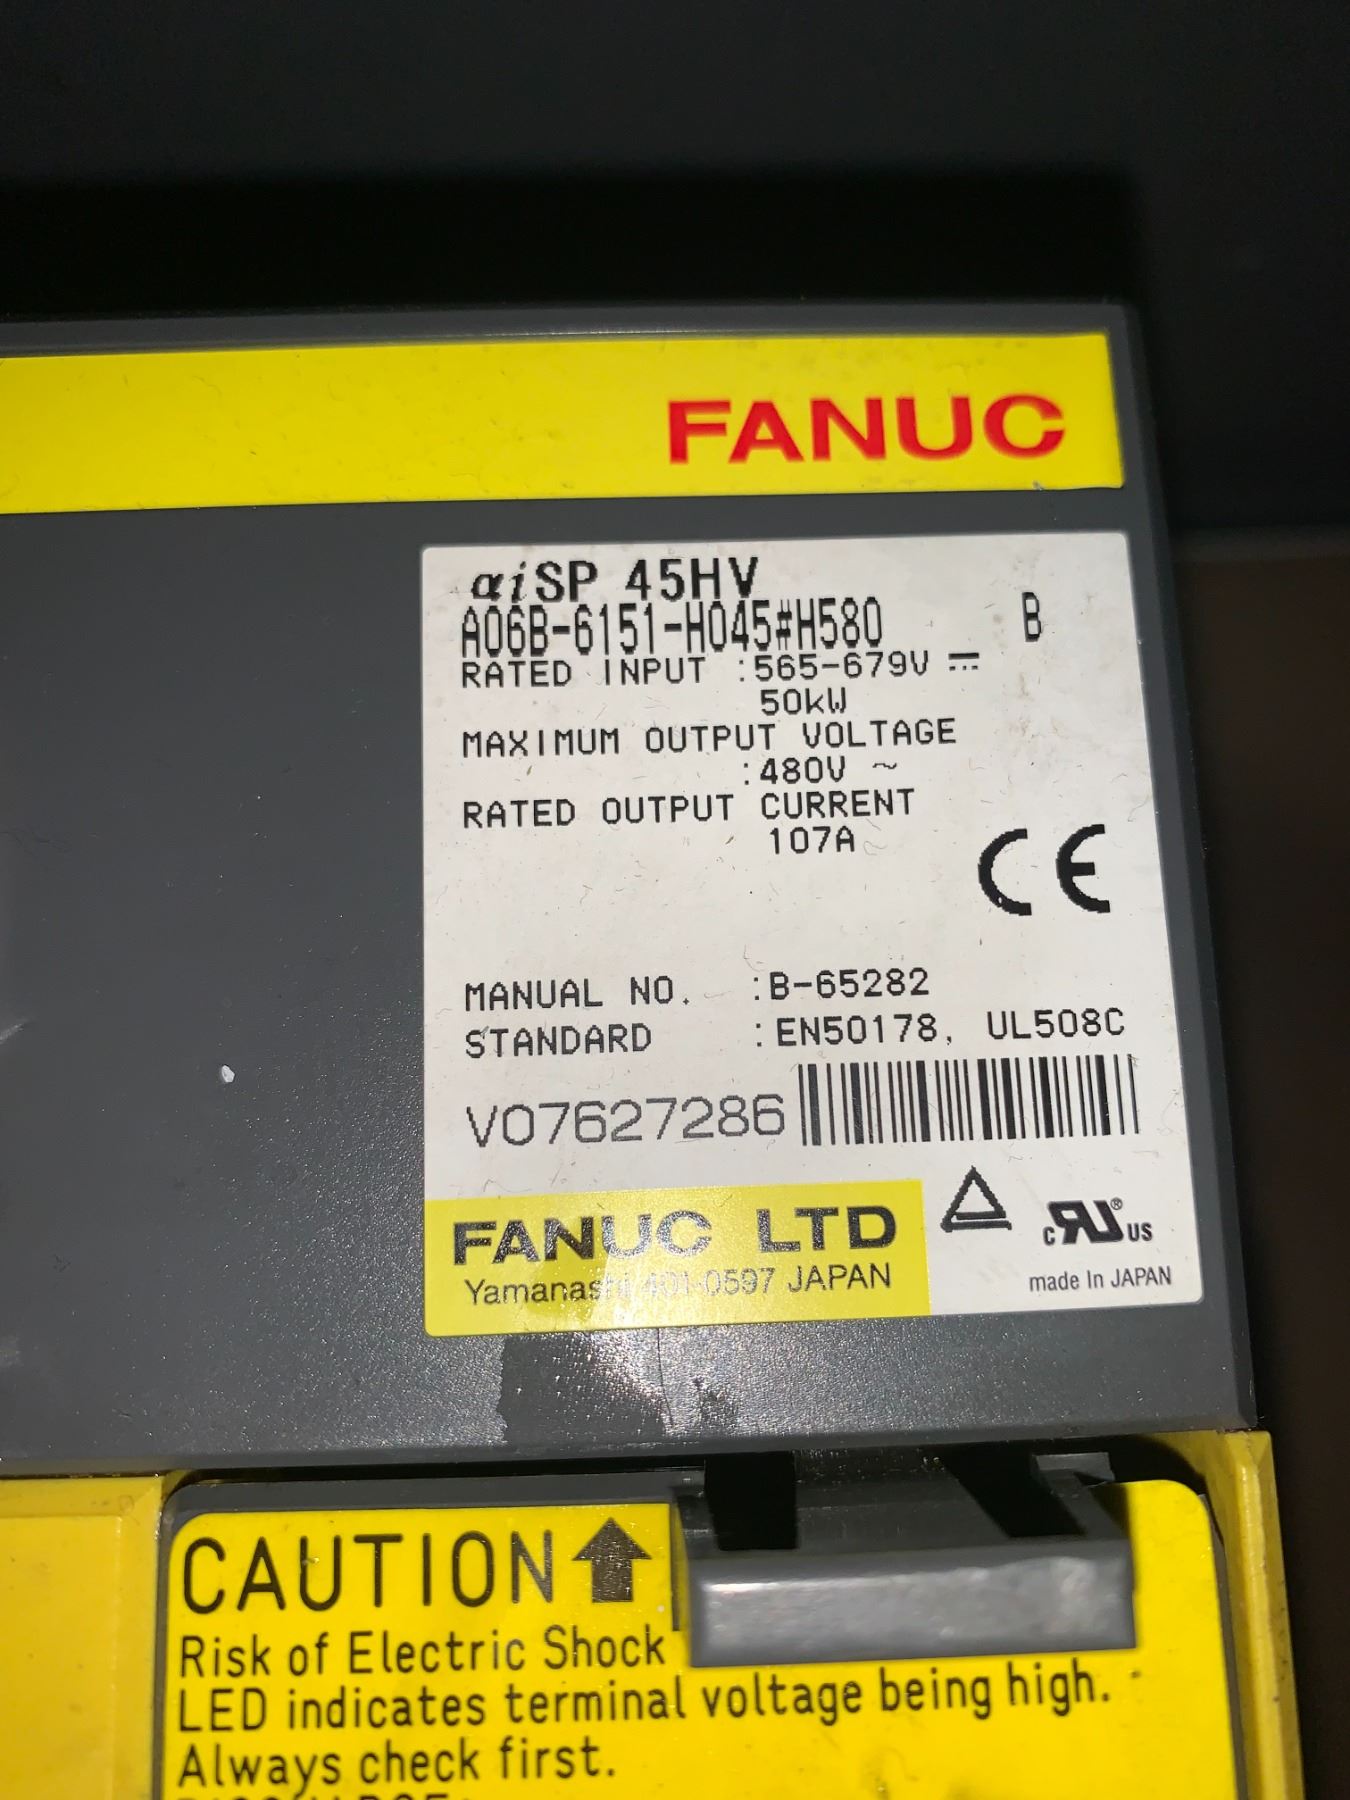 FANUC
αiSP 45HV
A06B-6151-H045#H580 B
RATED INPUT :565-679V ⎓
50kW
MAXIMUM OUTPUT VOLTAGE
:480V ~
RATED OUTPUT CURRENT
107A ~
CE
MANUAL NO. :B-65282
STANDARD :EN50178, UL508C
V07627286
FANUC LTD
Yamanashi 401-0597 JAPAN
c RU ® US
made In JAPAN
CAUTION
Risk of Electric Shock
LED indicates terminal voltage being high.
Always check first.